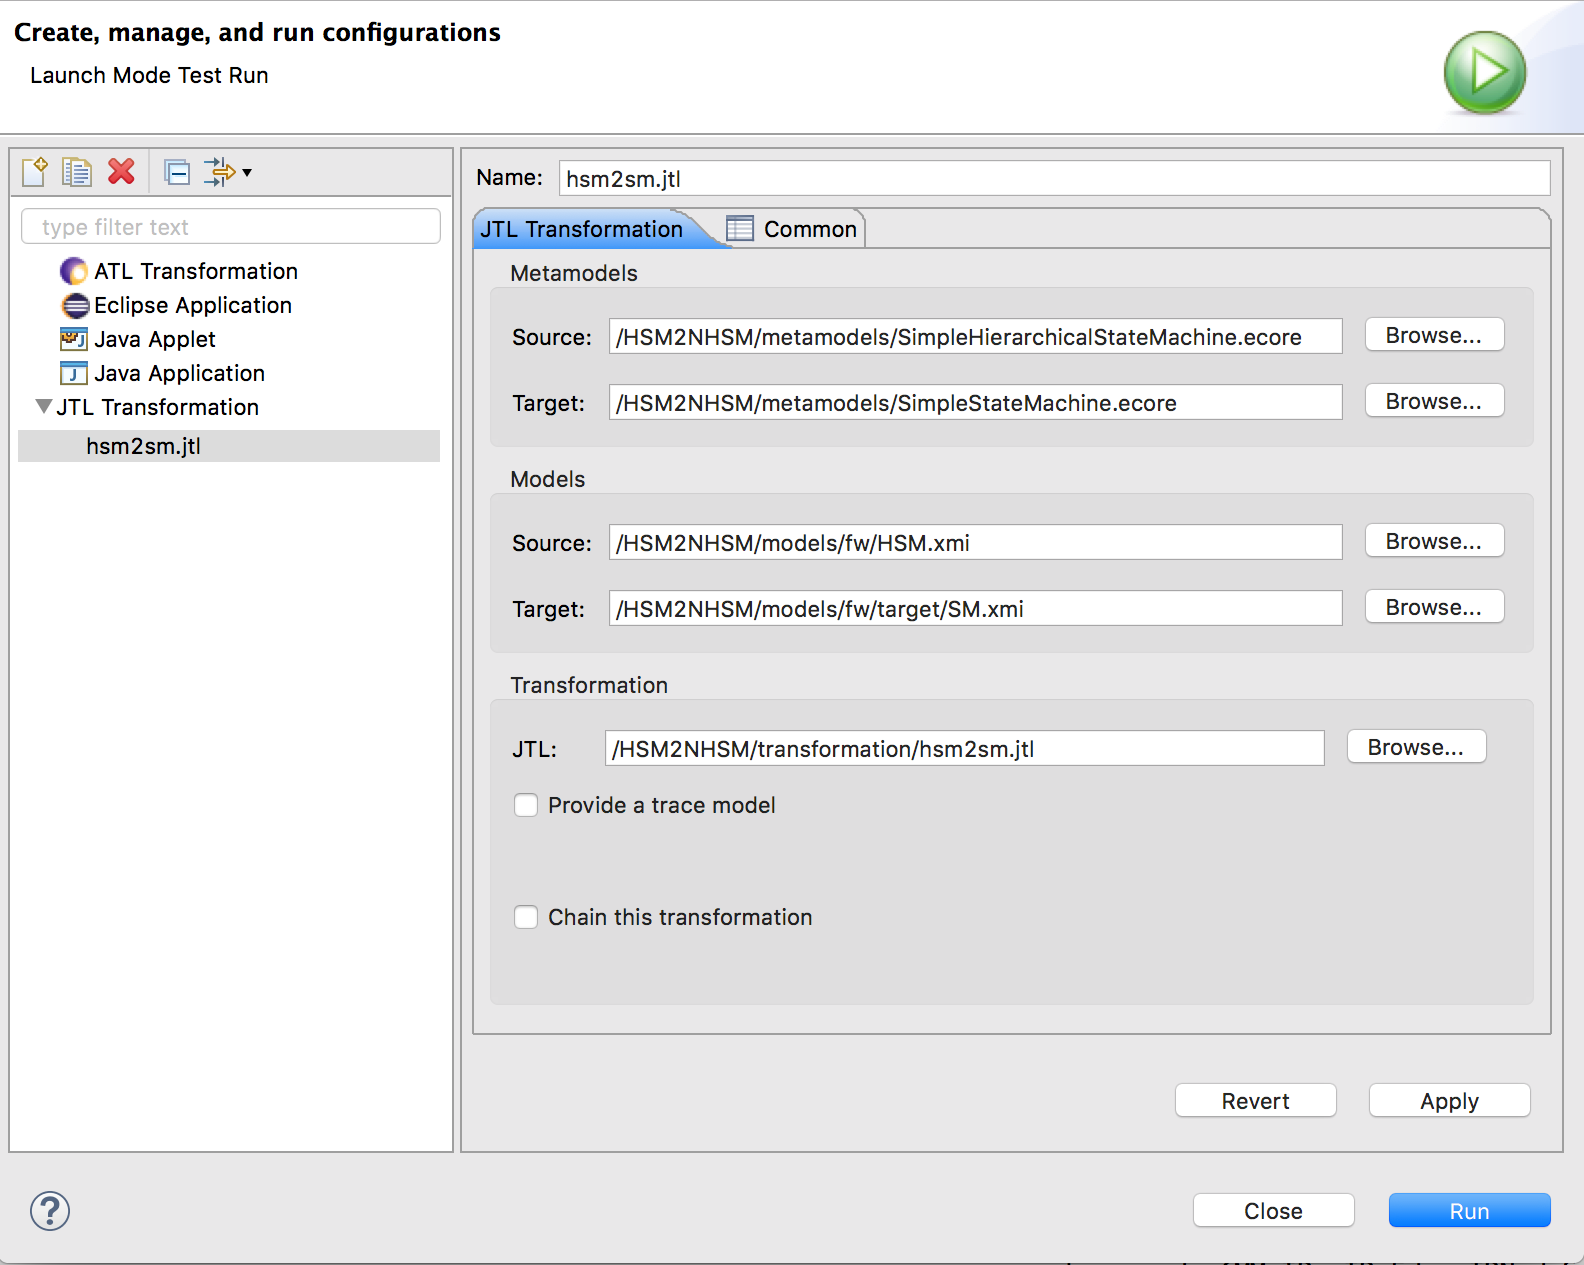 Create, manage, and run configurations
Launch Mode Test Run
type filter text
ATL Transformation
Eclipse Application
Java Applet
Java Application
JTL Transformation
hsm2sm.jtl
Name: hsm2sm.jtl
JTL Transformation Common
Metamodels
Source: /HSM2NHSM/metamodels/SimpleHierarchicalStateMachine.ecore Browse...
Target: /HSM2NHSM/metamodels/SimpleStateMachine.ecore Browse...
Models
Source: /HSM2NHSM/models/fw/HSM.xmi Browse...
Target: /HSM2NHSM/models/fw/target/SM.xmi Browse...
Transformation
JTL: /HSM2NHSM/transformation/hsm2sm.jtl Browse...
Provide a trace model
Chain this transformation
Revert Apply
? Close Run